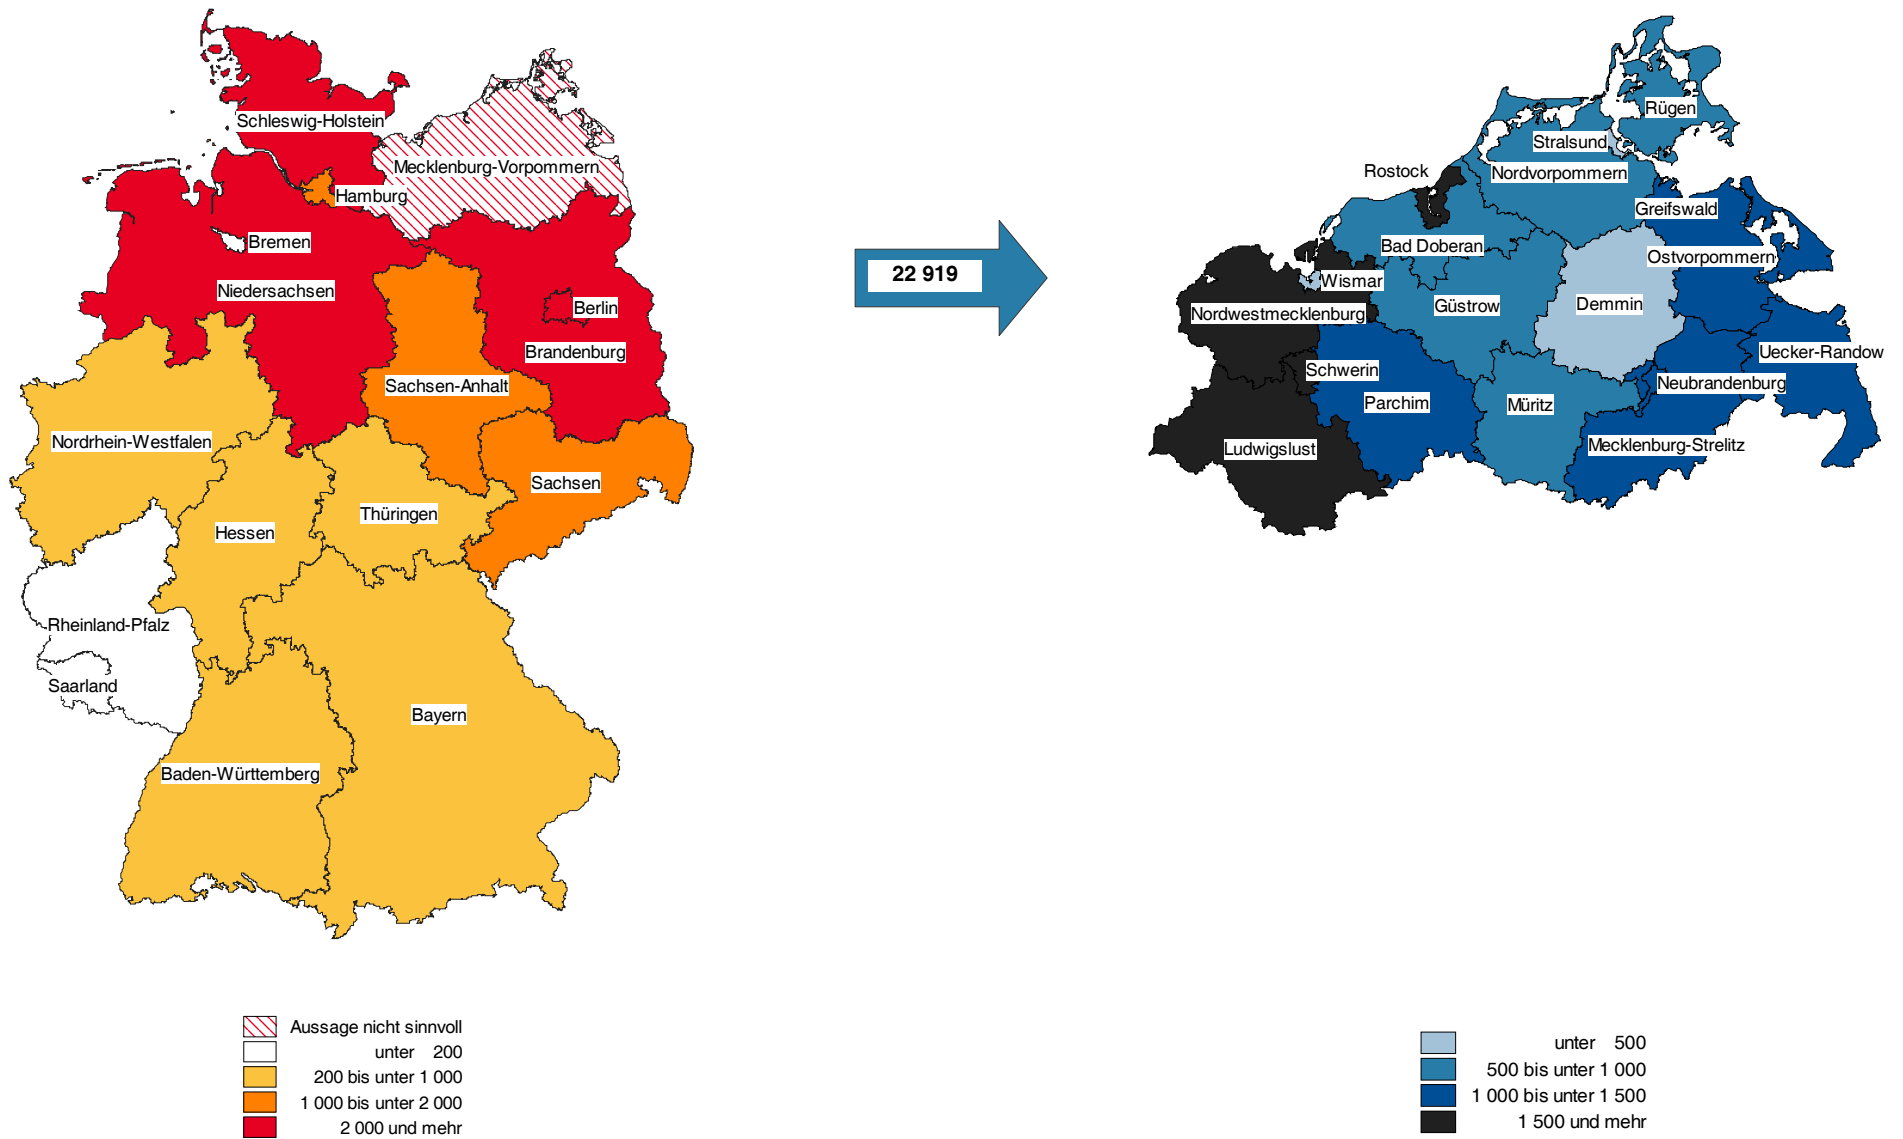 Schleswig-Holstein
Mecklenburg-Vorpommern
Hamburg
Bremen
Niedersachsen
Berlin
Brandenburg
Sachsen-Anhalt
Nordrhein-Westfalen
Sachsen
Thüringen
Hessen
Rheinland-Pfalz
Saarland
Bayern
Baden-Württemberg
Aussage nicht sinnvoll
unter 200
200 bis unter 1 000
1 000 bis unter 2 000
2 000 und mehr
22 919
Rügen
Stralsund
Rostock
Nordvorpommern
Greifswald
Bad Doberan
Ostvorpommern
Wismar
Demmin
Güstrow
Nordwestmecklenburg
Uecker-Randow
Schwerin
Neubrandenburg
Parchim
Müritz
Mecklenburg-Strelitz
Ludwigslust
unter 500
500 bis unter 1 000
1 000 bis unter 1 500
1 500 und mehr